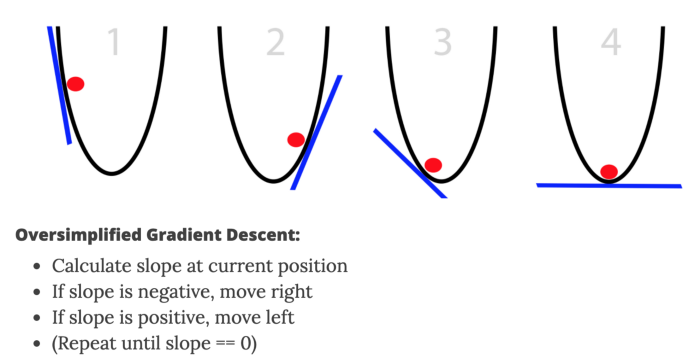 1 2 3 4
Oversimplified Gradient Descent:
• Calculate slope at current position
• If slope is negative, move right
• If slope is positive, move left
• (Repeat until slope == 0)